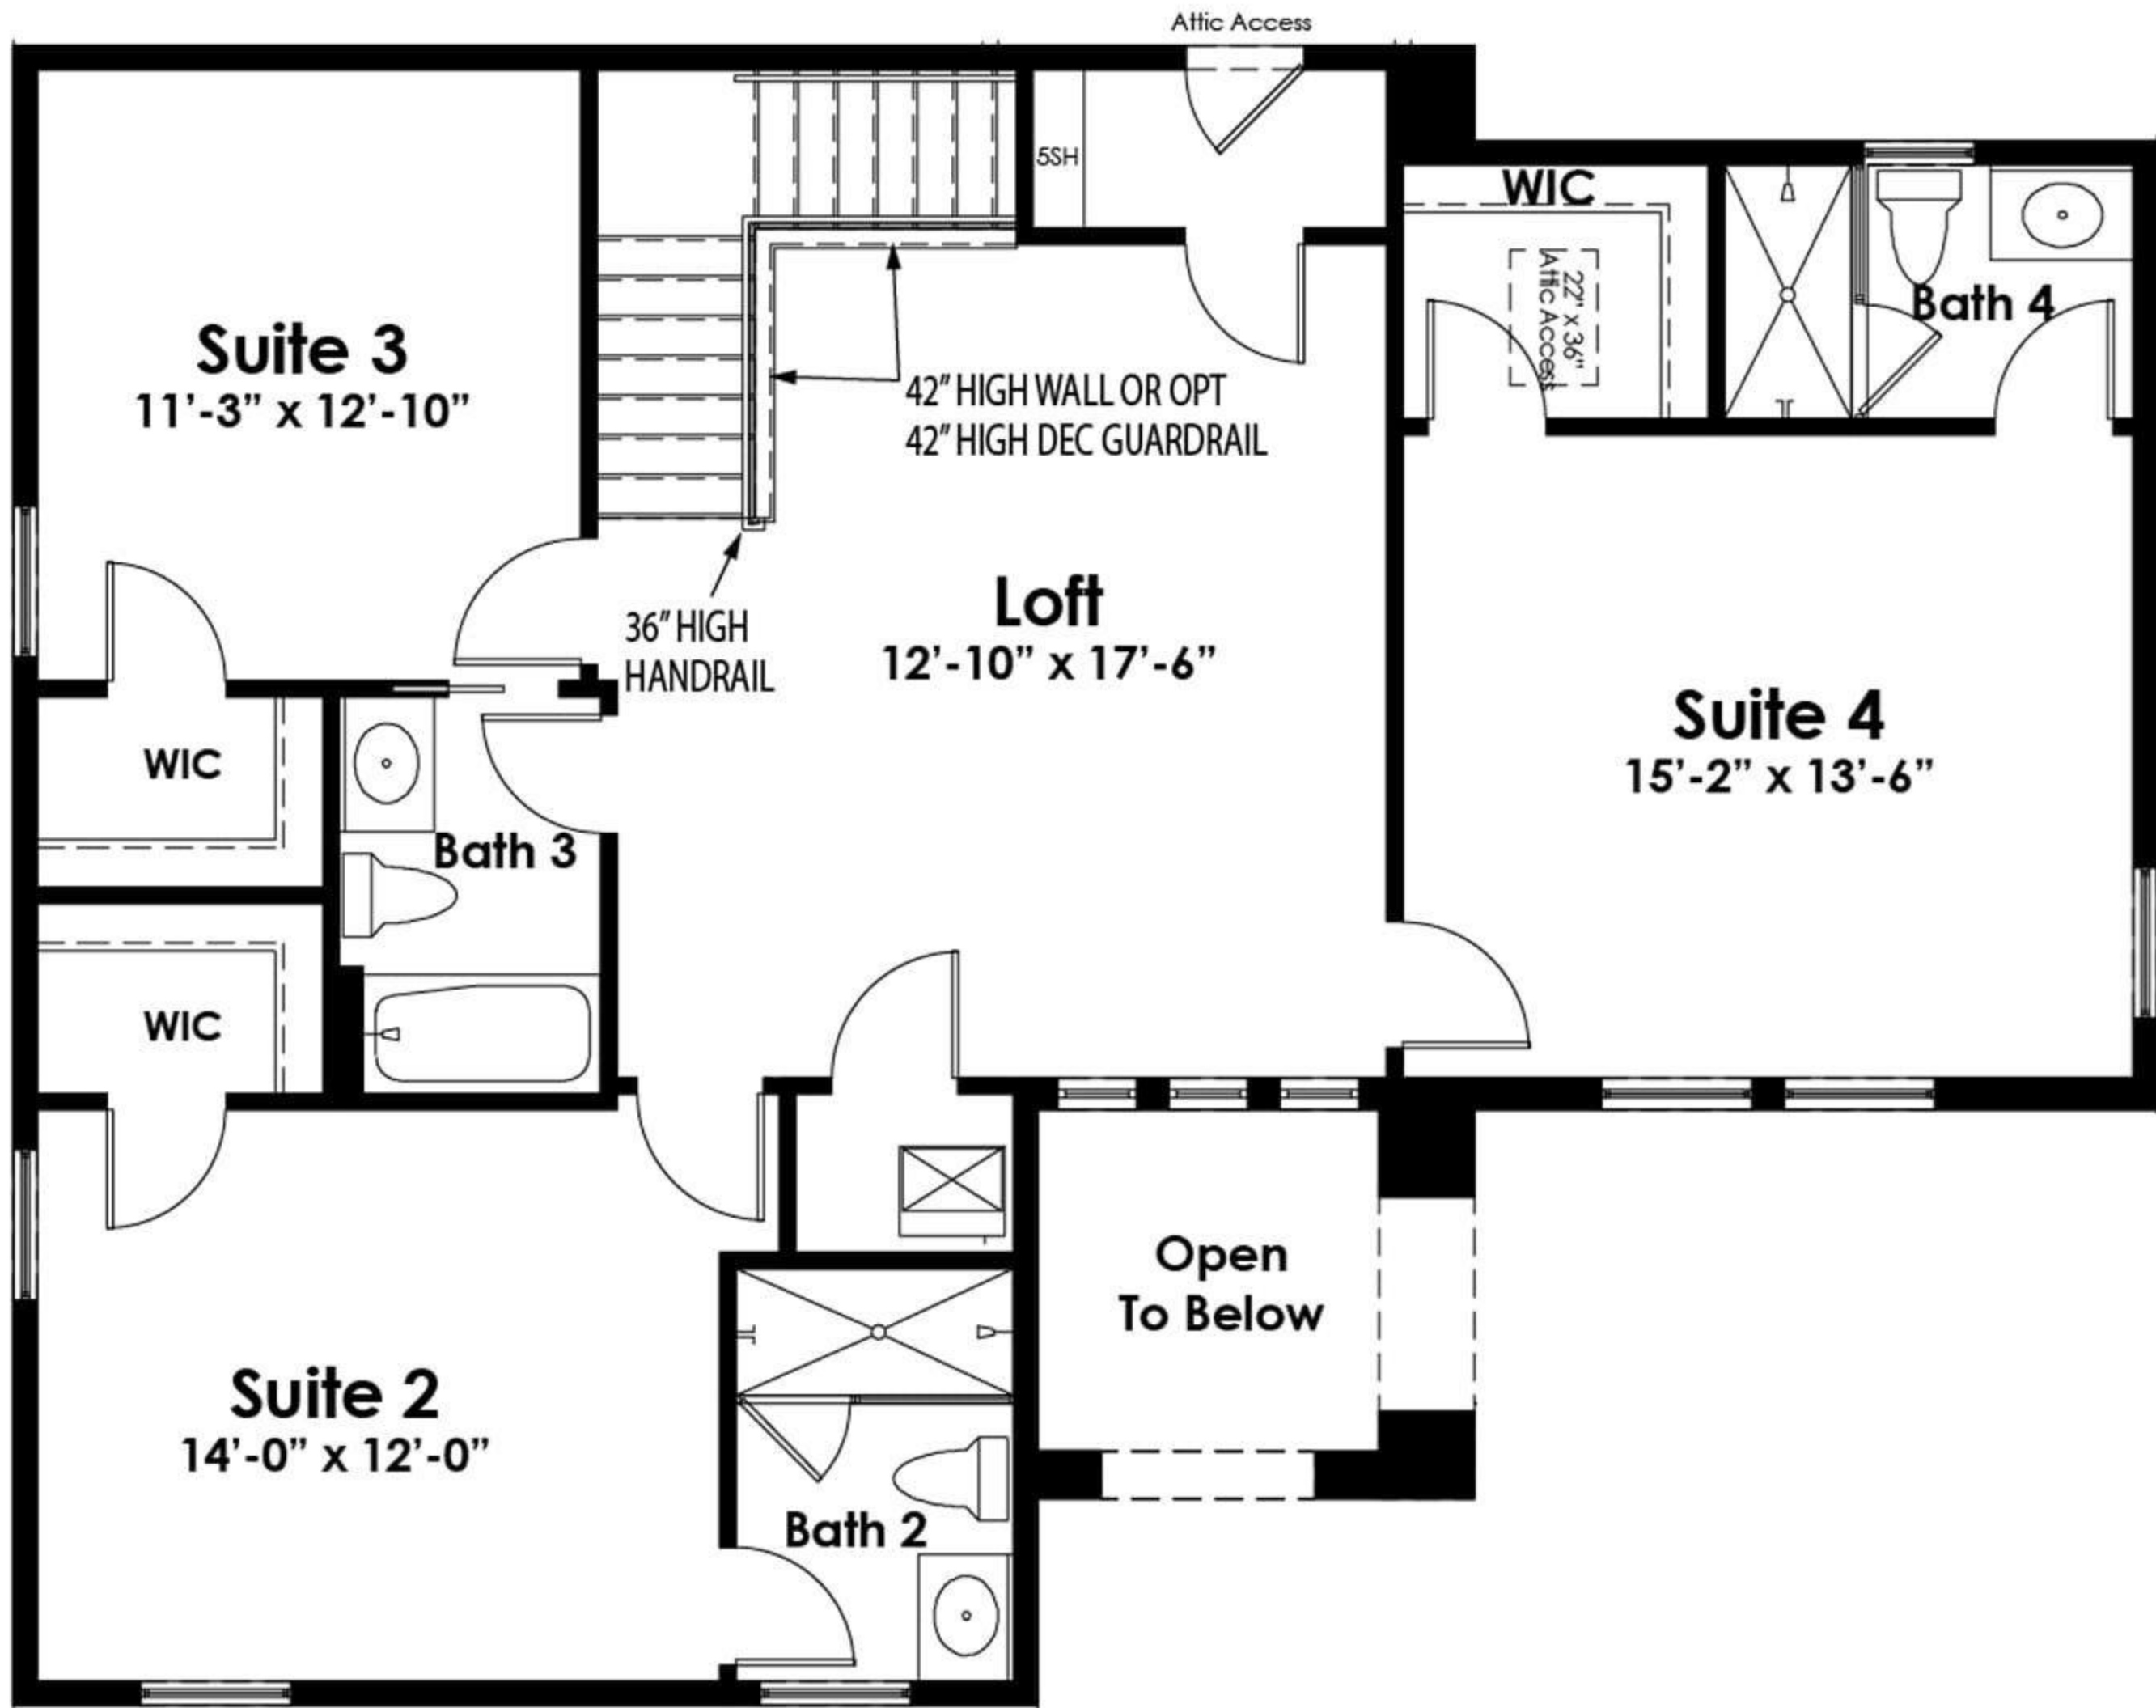 Attic Access
5SH
WIC
22" x 36"
Attic Access
Bath 4
Suite 3
11’-3” x 12’-10”
42” HIGH WALL OR OPT
42” HIGH DEC GUARDRAIL
36” HIGH
HANDRAIL
Loft
12’-10” x 17’-6”
Suite 4
15’-2” x 13’-6”
WIC
Bath 3
WIC
Open
To Below
Suite 2
14’-0” x 12’-0”
Bath 2